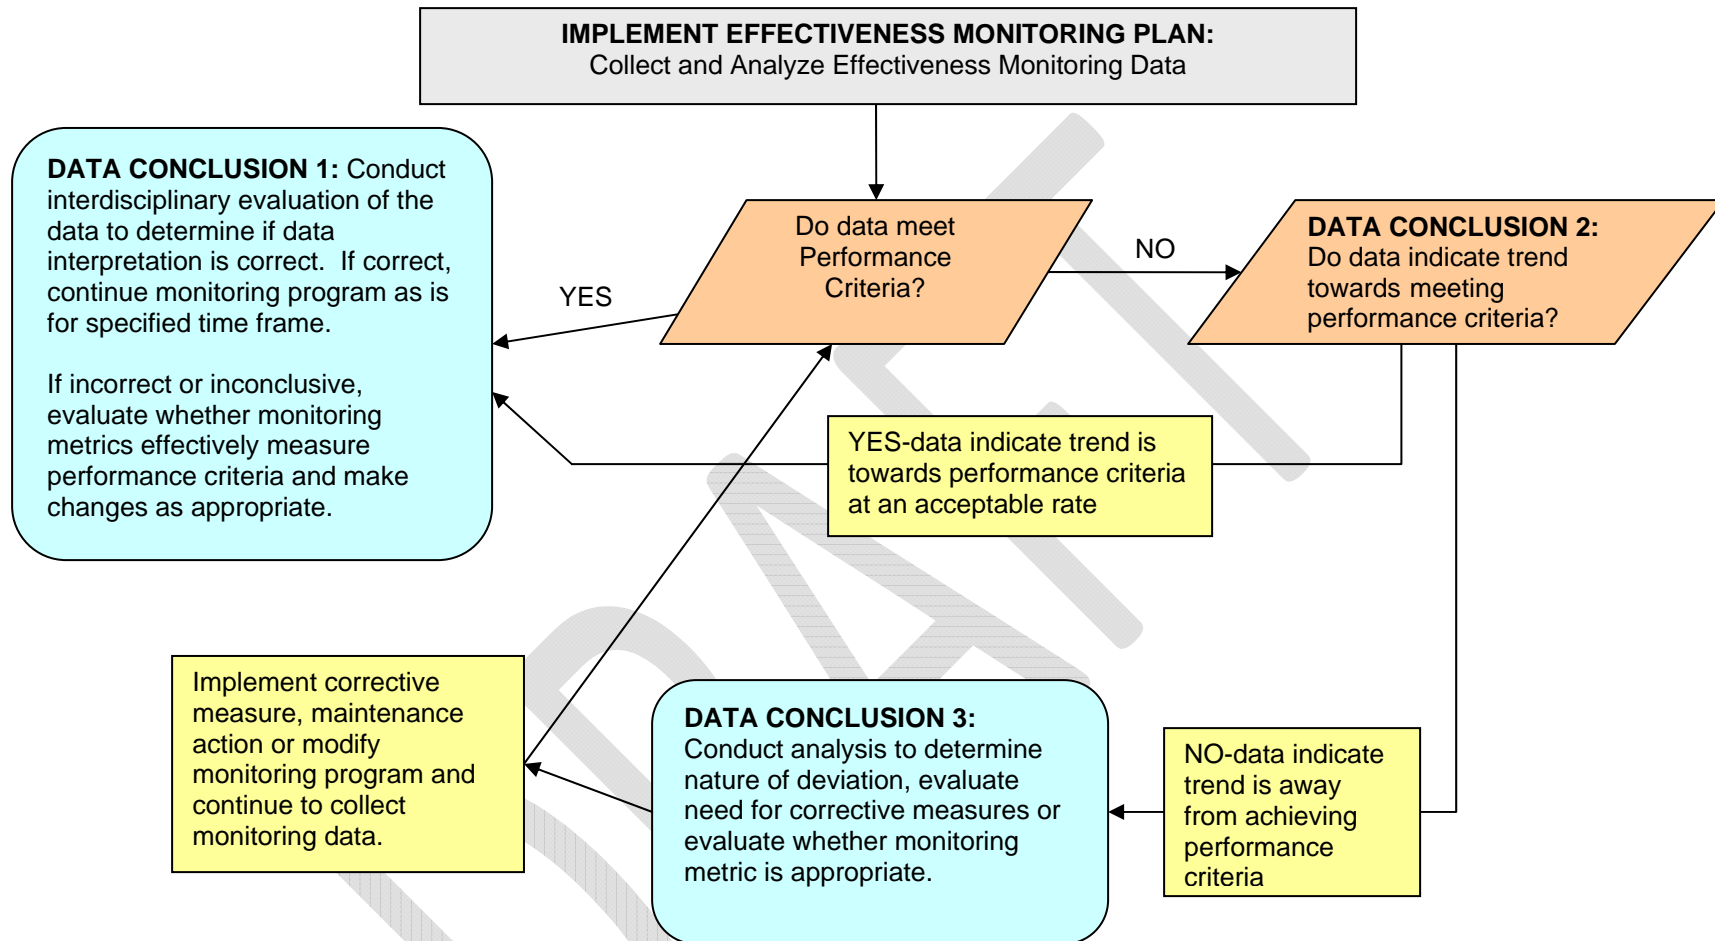 IMPLEMENT EFFECTIVENESS MONITORING PLAN:
Collect and Analyze Effectiveness Monitoring Data
DATA CONCLUSION 1: Conduct
interdisciplinary evaluation of the
data to determine if data
interpretation is correct.  If correct,
continue monitoring program as is
for specified time frame.
If incorrect or inconclusive,
evaluate whether monitoring
metrics effectively measure
performance criteria and make
changes as appropriate.
YES
Do data meet
Performance
Criteria?
NO
DATA CONCLUSION 2:
Do data indicate trend
towards meeting
performance criteria?
YES-data indicate trend is
towards performance criteria
at an acceptable rate
Implement corrective
measure, maintenance
action or modify
monitoring program and
continue to collect
monitoring data.
DATA CONCLUSION 3:
Conduct analysis to determine
nature of deviation, evaluate
need for corrective measures or
evaluate whether monitoring
metric is appropriate.
NO-data indicate
trend is away
from achieving
performance
criteria
DRAFT